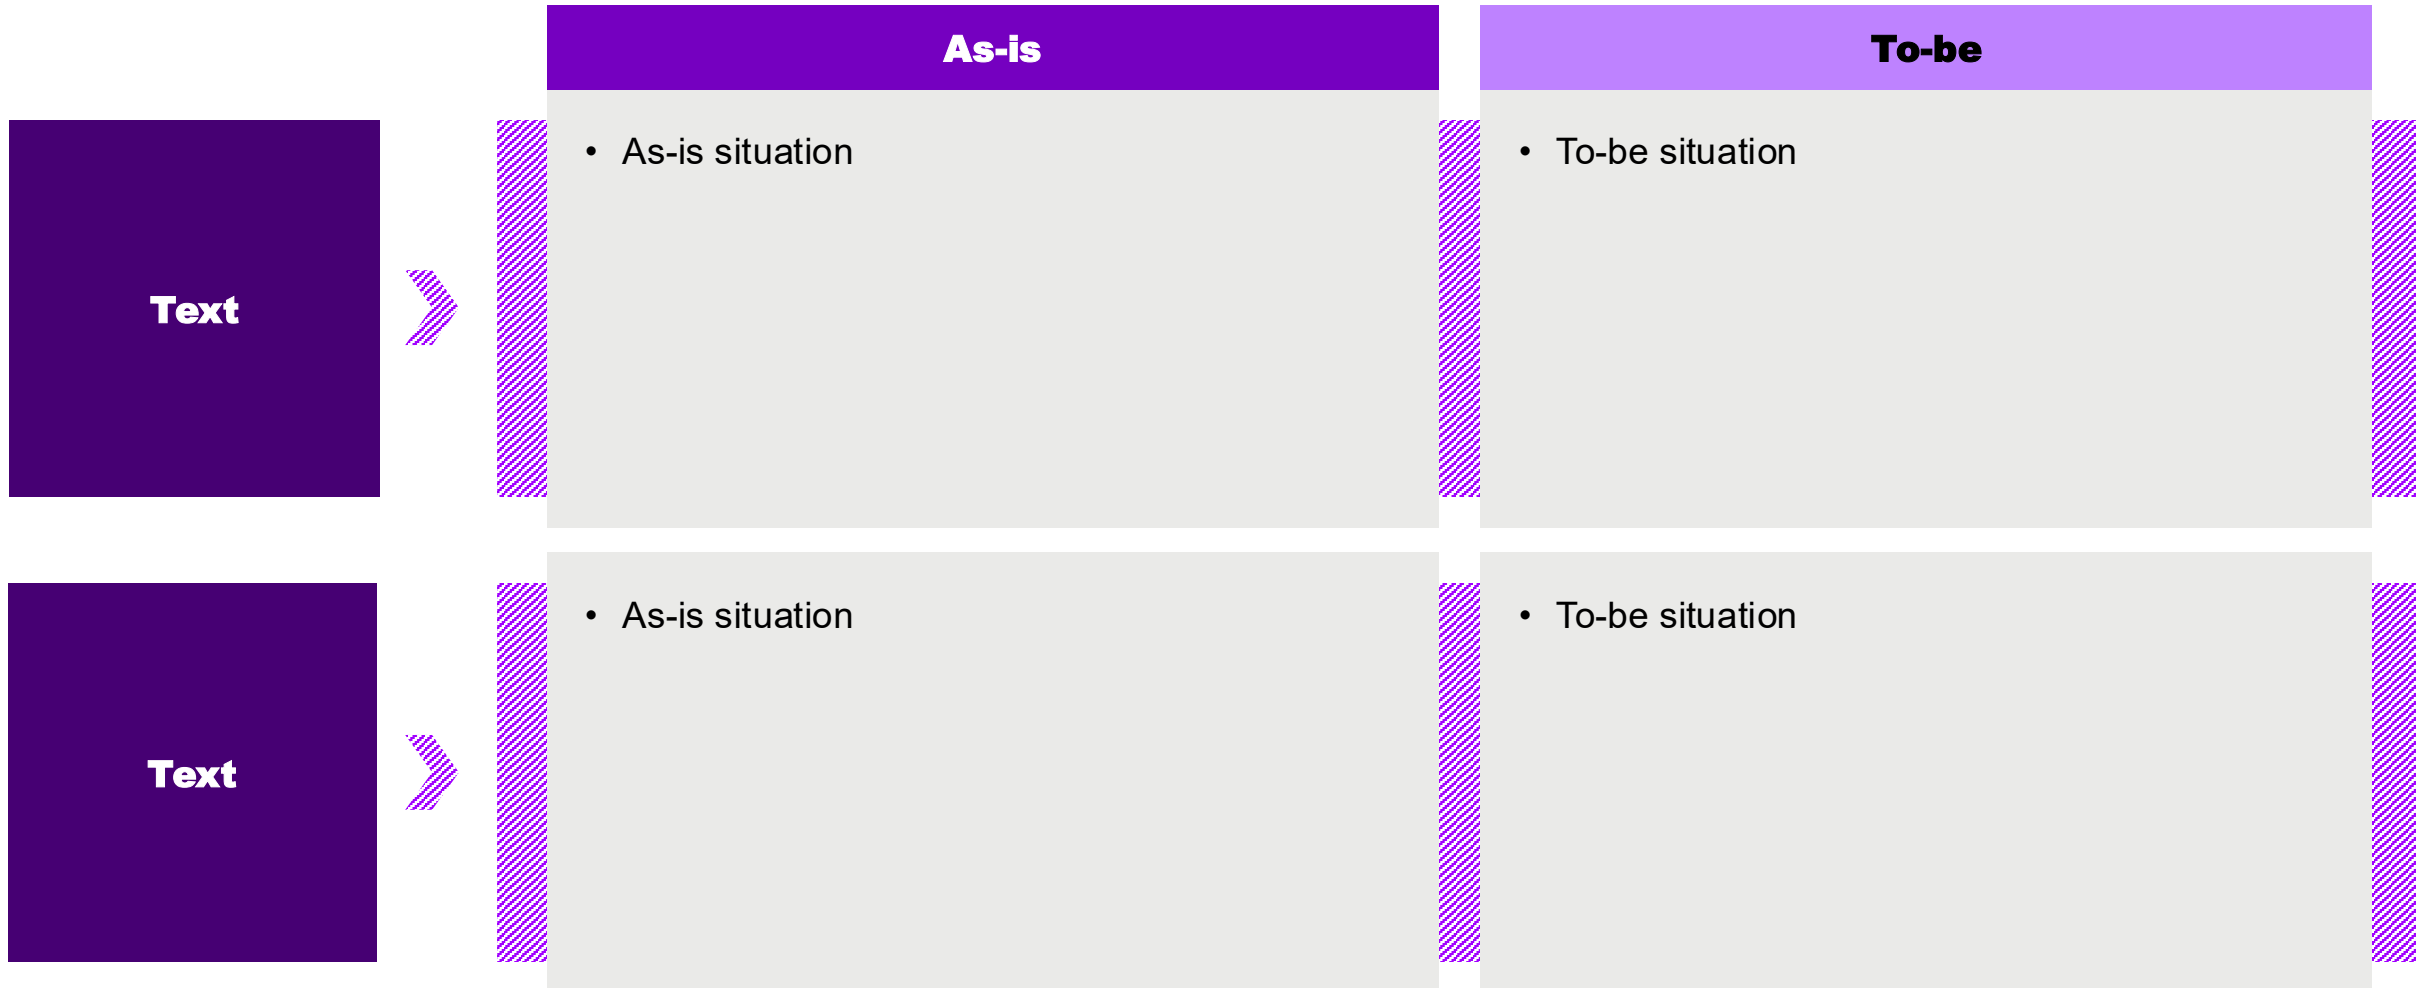 As-is
To-be
Text
• As-is situation
• To-be situation
Text
• As-is situation
• To-be situation